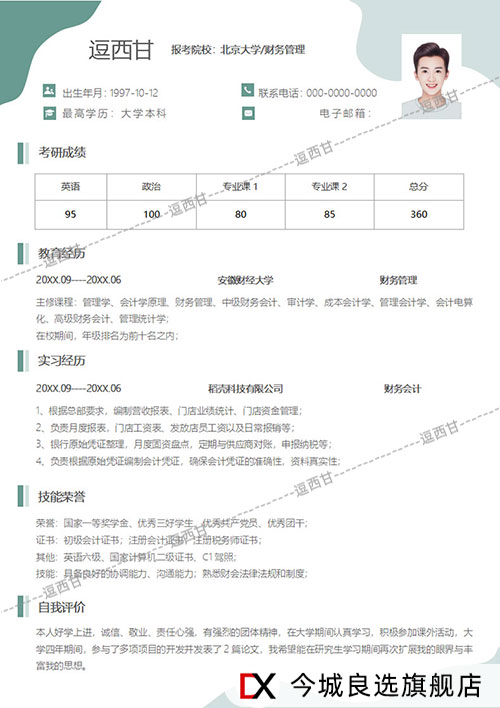 逗西甘 报考院校：北京大学/财务管理
出生年月：1997-10-12 联系电话：000-0000-0000
最高学历：大学本科 电子邮箱：
逗西甘
考研成绩
逗西甘
英语 政治 专业课 1 专业课 2 总分
95 100 80 85 360
逗西甘
教育经历
20XX.09----20XX.06 安徽财经大学 财务管理
主修课程：管理学、会计学原理、财务管理、中级财务会计、审计学、成本会计学、管理会计学、会计电算
化、高级财务会计、管理统计学；
在校期间，年级排名为前十名之内；
实习经历
20XX.09----20XX.06 稻壳科技有限公司 财务会计
1、根据总部要求，编制营收报表、门店业绩统计、门店资金管理；
2、负责月度报表，门店工资表、发放店员工资以及日常报销等；
3、银行原始凭证整理，月度固资盘点，定期与供应商对账，申报纳税等；
4、负责根据原始凭证编制会计凭证，确保会计凭证的准确性，资料真实性；
逗西甘
技能荣誉
荣誉：国家一等奖学金、优秀三好学生、优秀共产党员、优秀团干；
证书：初级会计证书；注册会计证书；注册税务师证书；
逗西甘
其他：英语六级、国家计算机二级证书、C1 驾照；
技能：具备良好的协调能力、沟通能力；熟悉财会法律法规和制度；
逗西甘
自我评价
本人好学上进，诚信、敬业、责任心强，有强烈的团体精神，在大学期间认真学习，积极参加课外活动，大
学四年期间，参与了多项项目的开发并发表了 2 篇论文，我希望能在研究生学习期间再次扩展我的眼界与丰
富我的思想。
DX 今城良选旗舰店